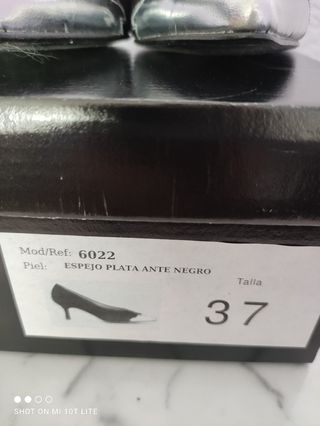 Mod/Ref: 6022
Piel: ESPEJO PLATA ANTE NEGRO
Talla
37
SHOT ON MI 10T LITE